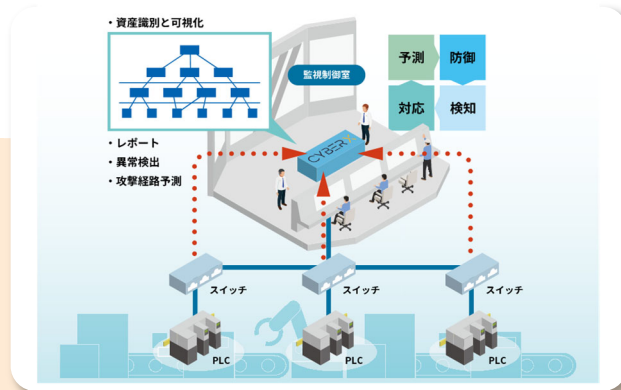 ・資産識別と可視化
監視制御室
予測
防御
対応
検知
CYBER
・レポート
・異常検出
・攻撃経路予測
スイッチ
スイッチ
スイッチ
PLC
PLC
PLC